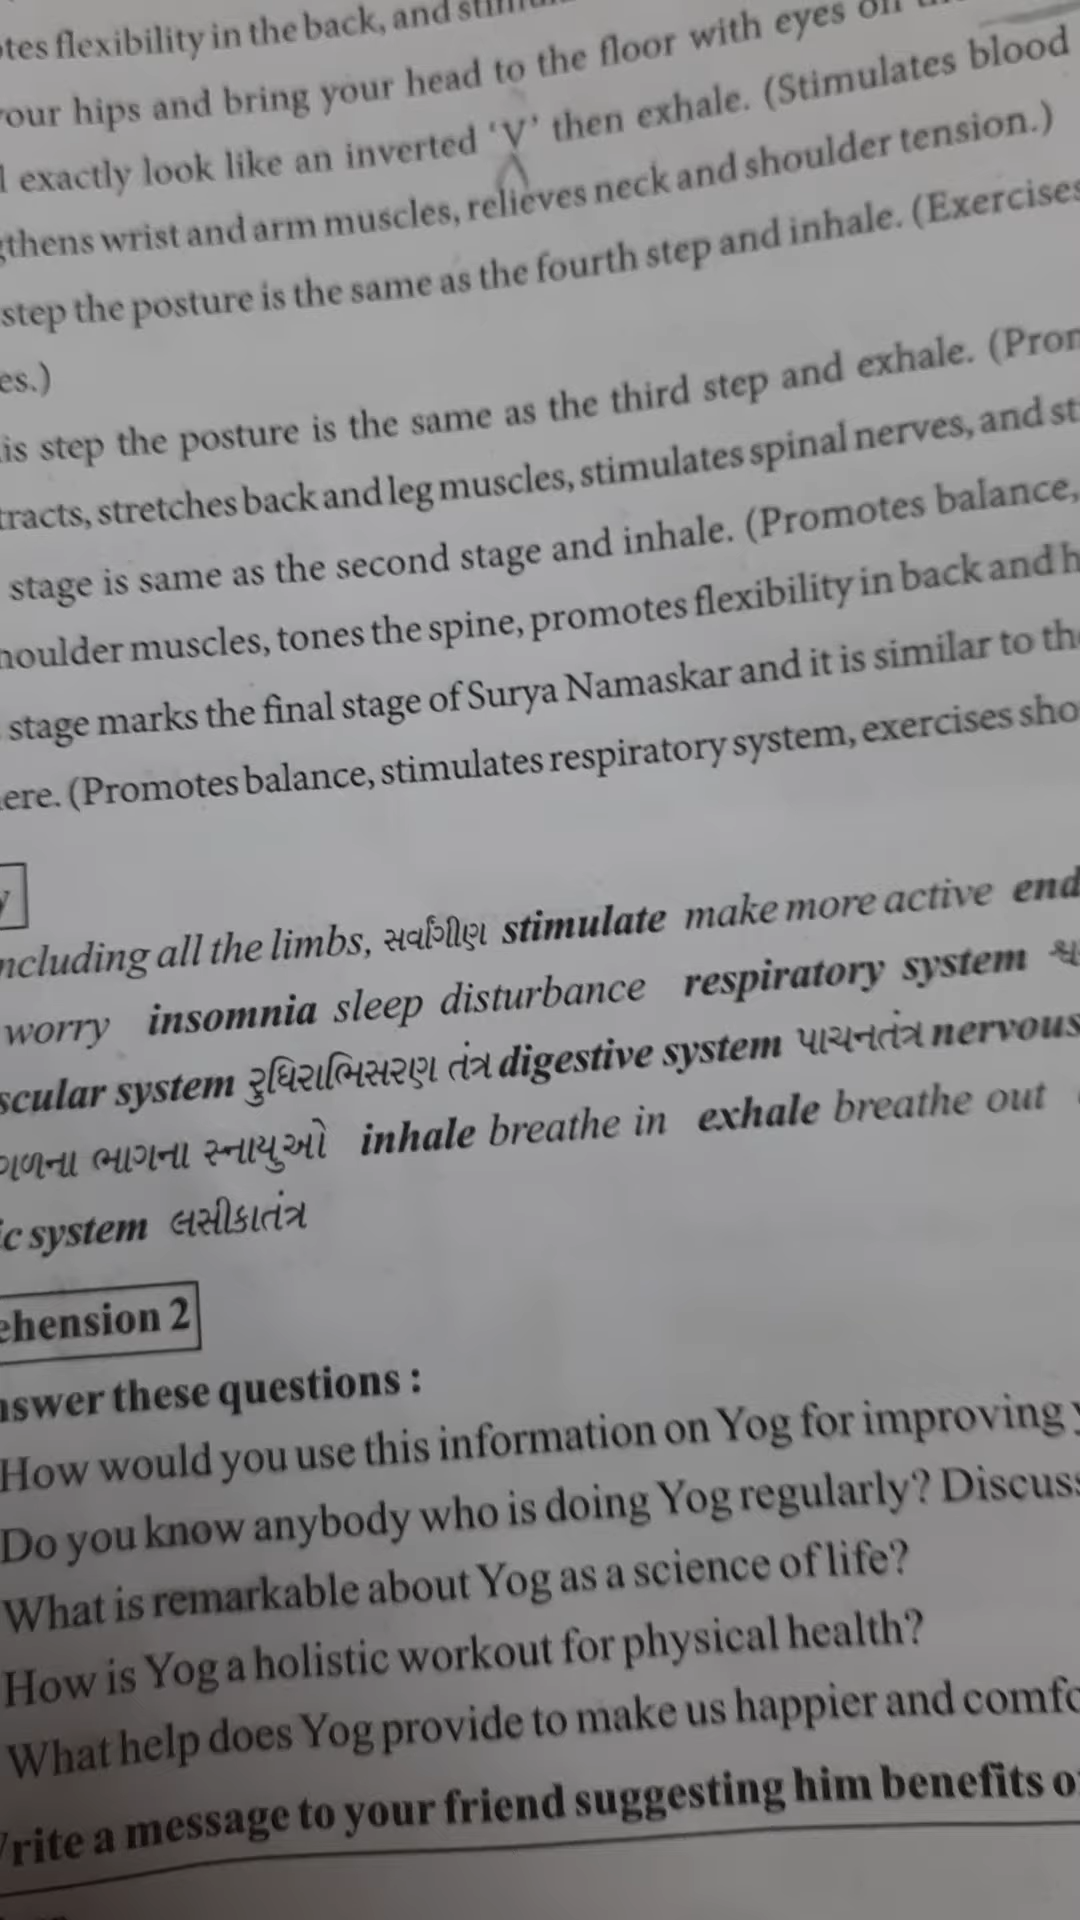 flexibility in the back, and
your hips and bring your head to the floor with eyes on
exactly look like an inverted 'V' then exhale. (Stimulates blood
wrist and arm muscles, relieves neck and shoulder tension.)
step the posture is the same as the fourth step and inhale. (Exercises
es.)
is step the posture is the same as the third step and exhale. (Pron
tracts, stretches back and leg muscles, stimulates spinal nerves, and st
stage is same as the second stage and inhale. (Promotes balance,
houlder muscles, tones the spine, promotes flexibility in back and h
stage marks the final stage of Surya Namaskar and it is similar to the
ere. (Promotes balance, stimulates respiratory system, exercises sho
y
ncluding all the limbs, સર્વાંગીણ stimulate make more active end
worry insomnia sleep disturbance respiratory system શ્વ
scular system રુધિરાભિસરણ તંત્ર digestive system પાચનતંત્ર nervous
ગળના ભાગના સ્નાયુઓ inhale breathe in exhale breathe out
ic system લસીકાતંત્ર
ehension 2
nswer these questions :
How would you use this information on Yog for improving y
Do you know anybody who is doing Yog regularly? Discuss
What is remarkable about Yog as a science of life?
How is Yog a holistic workout for physical health?
What help does Yog provide to make us happier and comfo
Write a message to your friend suggesting him benefits o